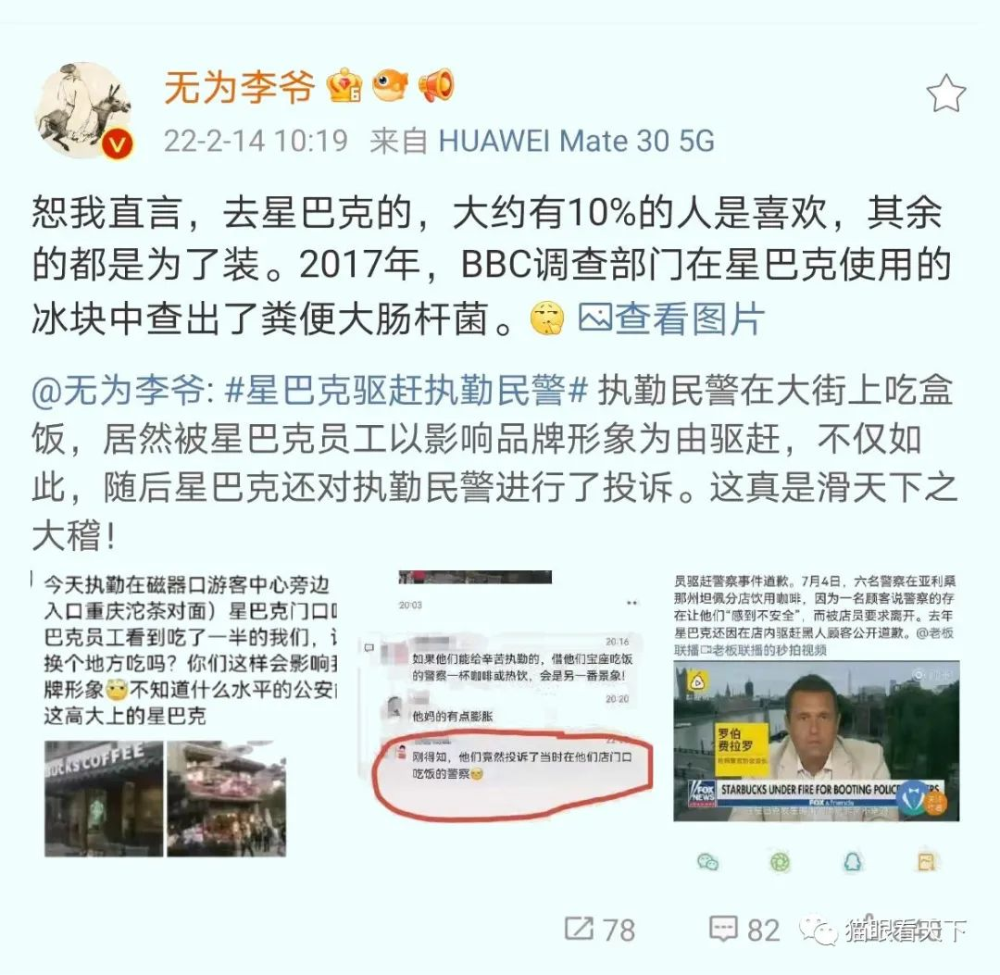 无为李爷
22-2-14 10:19 来自 HUAWEI Mate 30 5G
恕我直言，去星巴克的，大约有10%的人是喜欢，其余
的都是为了装。2017年，BBC调查部门在星巴克使用的
冰块中查出了粪便大肠杆菌。查看图片
@无为李爷: #星巴克驱赶执勤民警# 执勤民警在大街上吃盒
饭，居然被星巴克员工以影响品牌形象为由驱赶，不仅如
此，随后星巴克还对执勤民警进行了投诉。这真是滑天下之
大稽！
今天执勤在磁器口游客中心旁边
入口重庆沱茶对面）星巴克门口
巴克员工看到吃了一半的我们，
换个地方吃吗？你们这样会影响
牌形象不知道什么水平的公安
这高大上的星巴克
BUCKS COFFEE
20:03
20:16
如果他们能给辛苦执勤的，借他们宝座吃饭
的警察一杯咖啡或热饮，会是另一番景象！
20:20
他妈的有点膨胀
刚得知，他们竟然投诉了当时在他们店门口
吃饭的警察
员驱赶警察事件道歉。7月4日，六名警察在亚利桑
那州坦佩分店饮用咖啡，因为一名顾客说警察的存
在让他们“感到不安全”，而被店员要求离开。去年
星巴克还因在店内驱赶黑人顾客公开道歉。@老板
联播 老板联播的秒拍视频
罗伯
费拉罗
FOX NEWS
STARBUCKS UNDER FIRE FOR BOOTING POLICE
FOX & friends
78
82
猫眼看天下